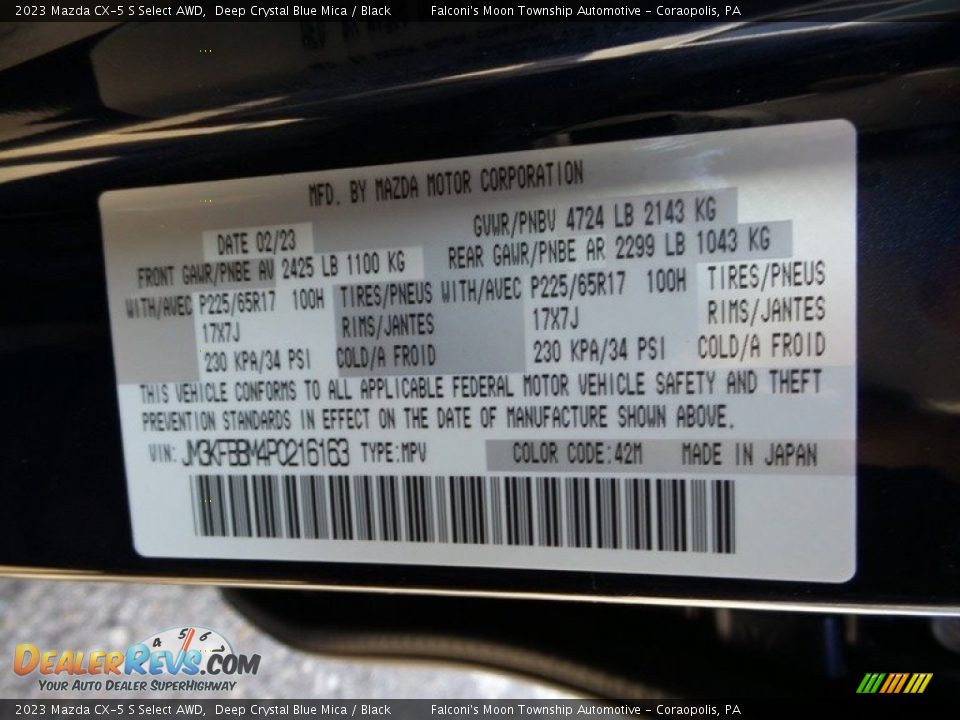 2023 Mazda CX-5 S Select AWD, Deep Crystal Blue Mica / Black Falconi's Moon Township Automotive - Coraopolis, PA
MFD. BY MAZDA MOTOR CORPORATION
DATE 02/23 GVWR/PNBV 4724 LB 2143 KG
FRONT GAWR/PNBE AV 2425 LB 1100 KG REAR GAWR/PNBE AR 2299 LB 1043 KG
WITH/AVEC P225/65R17 100H TIRES/PNEUS WITH/AVEC P225/65R17 100H TIRES/PNEUS
17X7J RIMS/JANTES 17X7J RIMS/JANTES
230 KPA/34 PSI COLD/A FROID 230 KPA/34 PSI COLD/A FROID
THIS VEHICLE CONFORMS TO ALL APPLICABLE FEDERAL MOTOR VEHICLE SAFETY AND THEFT
PREVENTION STANDARDS IN EFFECT ON THE DATE OF MANUFACTURE SHOWN ABOVE.
VIN: JM3KFBBM4P0216163 TYPE:MPV COLOR CODE:42M MADE IN JAPAN
4 5 6
DEALERREVS.COM
YOUR AUTO DEALER SUPERHIGHWAY
2023 Mazda CX-5 S Select AWD, Deep Crystal Blue Mica / Black Falconi's Moon Township Automotive - Coraopolis, PA